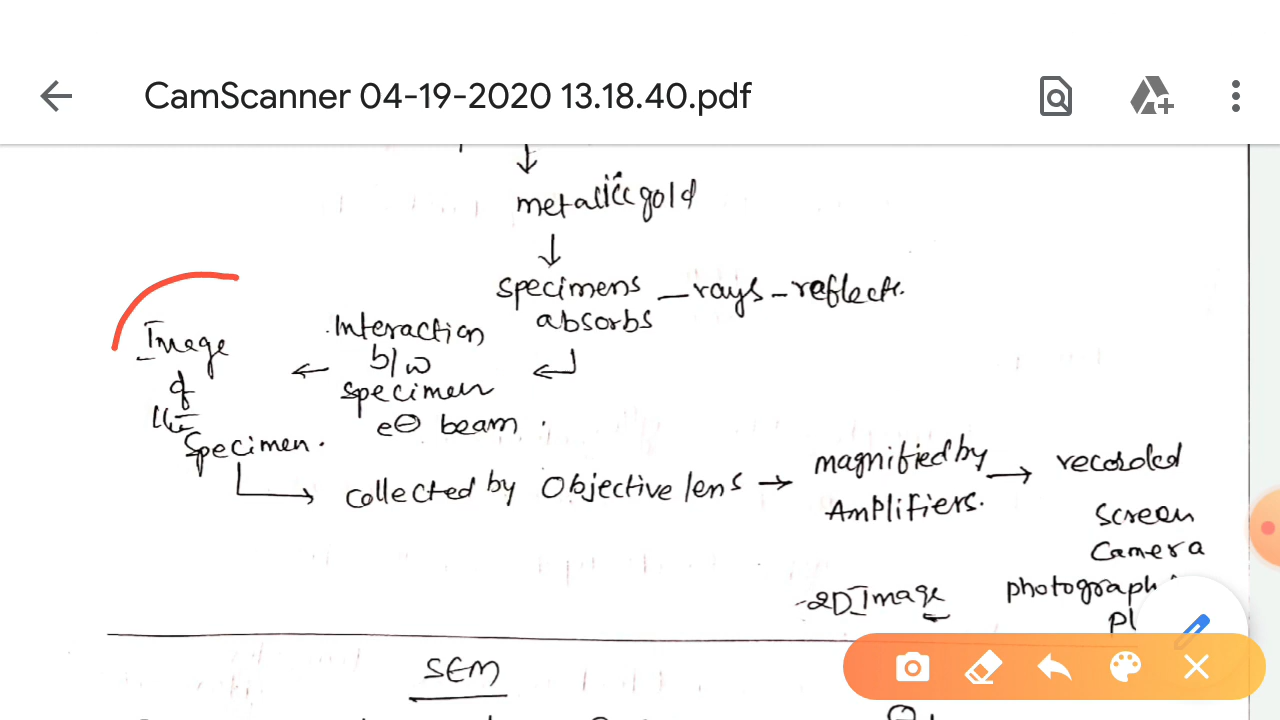 CamScanner 04-19-2020 13.18.40.pdf
metallic gold
specimens absorbs - rays - reflect.
Interaction b/w specimen e⊖ beam.
Image of the Specimen.
collected by Objective lens → magnified by Amplifiers. → recorded
Screen
Camera
photograph
-2D Image
SEM